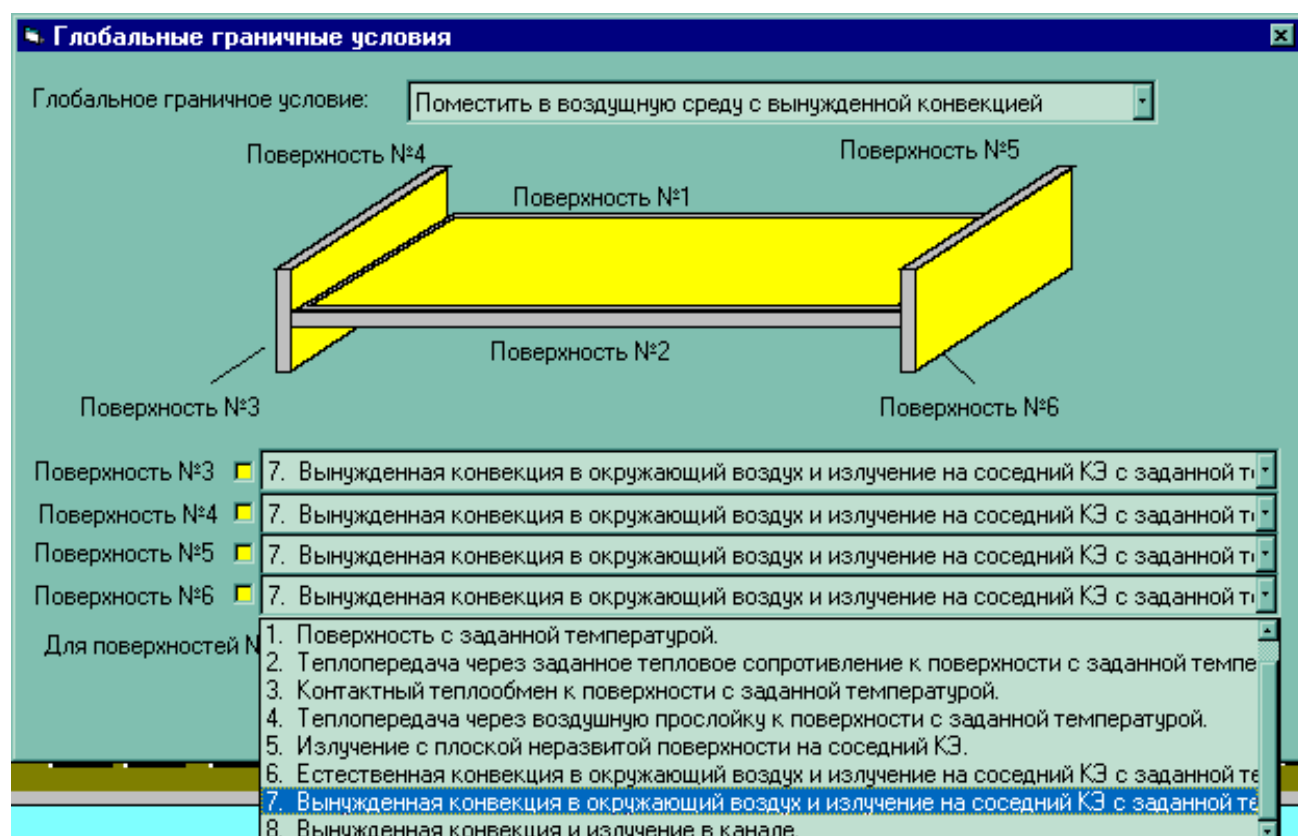 Глобальные граничные условия
Глобальное граничное условие: Поместить в воздушную среду с вынужденной конвекцией
Поверхность №4 Поверхность №5
Поверхность №1
Поверхность №2
Поверхность №3 Поверхность №6
Поверхность №3 7. Вынужденная конвекция в окружающий воздух и излучение на соседний КЭ с заданной
Поверхность №4 7. Вынужденная конвекция в окружающий воздух и излучение на соседний КЭ с заданной
Поверхность №5 7. Вынужденная конвекция в окружающий воздух и излучение на соседний КЭ с заданной
Поверхность №6 7. Вынужденная конвекция в окружающий воздух и излучение на соседний КЭ с заданной
Для поверхностей
1. Поверхность с заданной температурой.
2. Теплопередача через заданное тепловое сопротивление к поверхности с заданной темпе
3. Контактный теплообмен к поверхности с заданной температурой.
4. Теплопередача через воздушную прослойку к поверхности с заданной температурой.
5. Излучение с плоской неразвитой поверхности на соседний КЭ.
6. Естественная конвекция в окружающий воздух и излучение на соседний КЭ с заданной те
7. Вынужденная конвекция в окружающий воздух и излучение на соседний КЭ с заданной те
8. Вынужденная конвекция и излучение в канале.